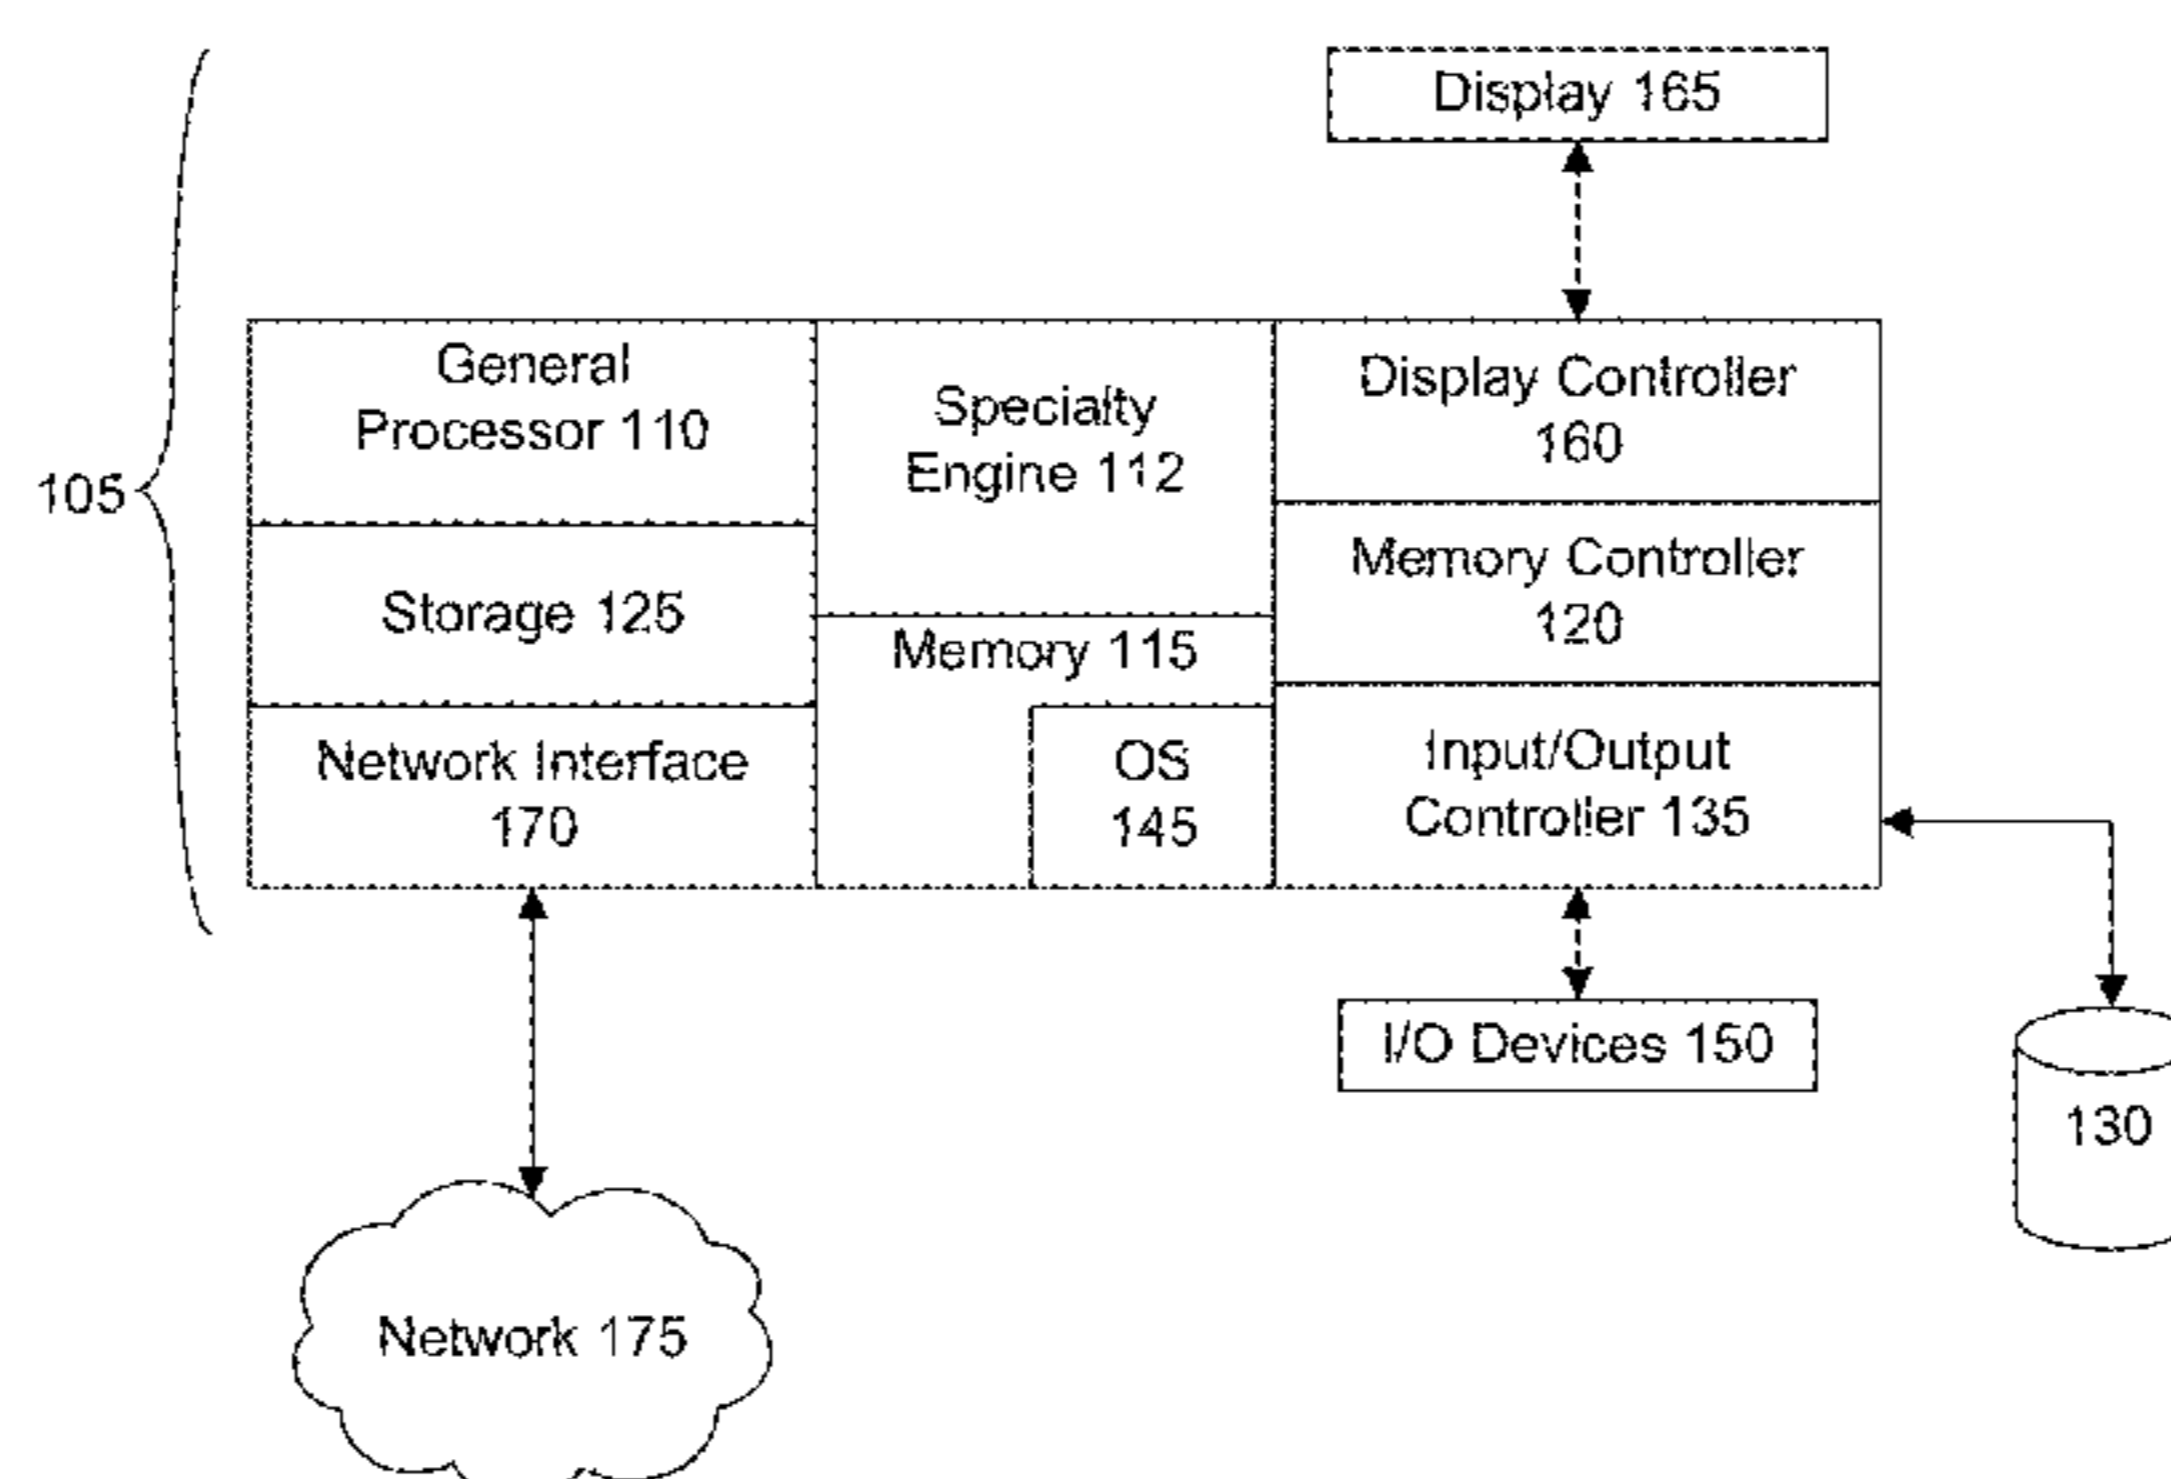 Display 165
105
General
Processor 110
Specialty
Engine 112
Display Controller
160
Storage 125
Memory Controller
120
Memory 115
Network Interface
170
OS
145
Input/Output
Controller 135
I/O Devices 150
130
Network 175